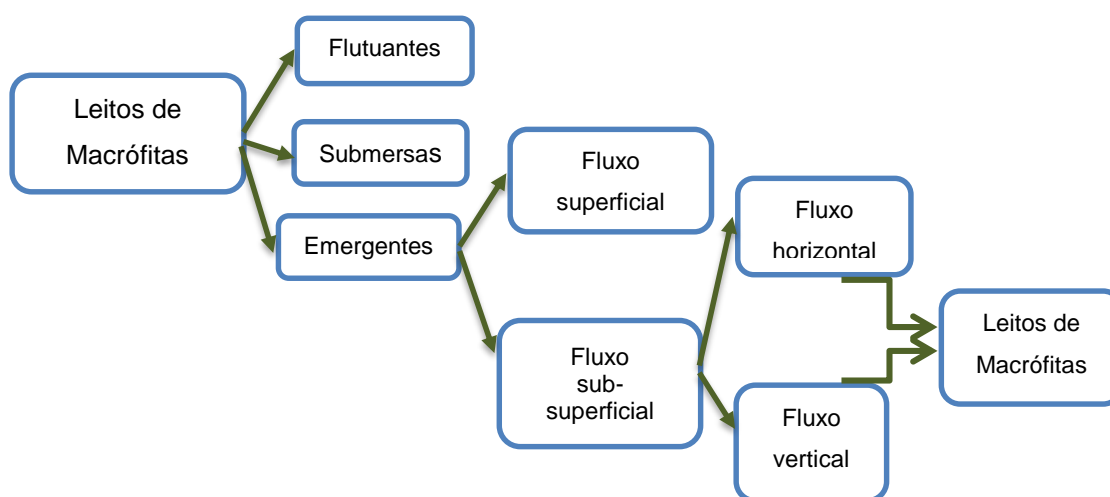 Leitos de
Macrófitas
Flutuantes
Submersas
Emergentes
Fluxo
superficial
Fluxo
sub-
superficial
Fluxo
horizontal
Fluxo
vertical
Leitos de
Macrófitas